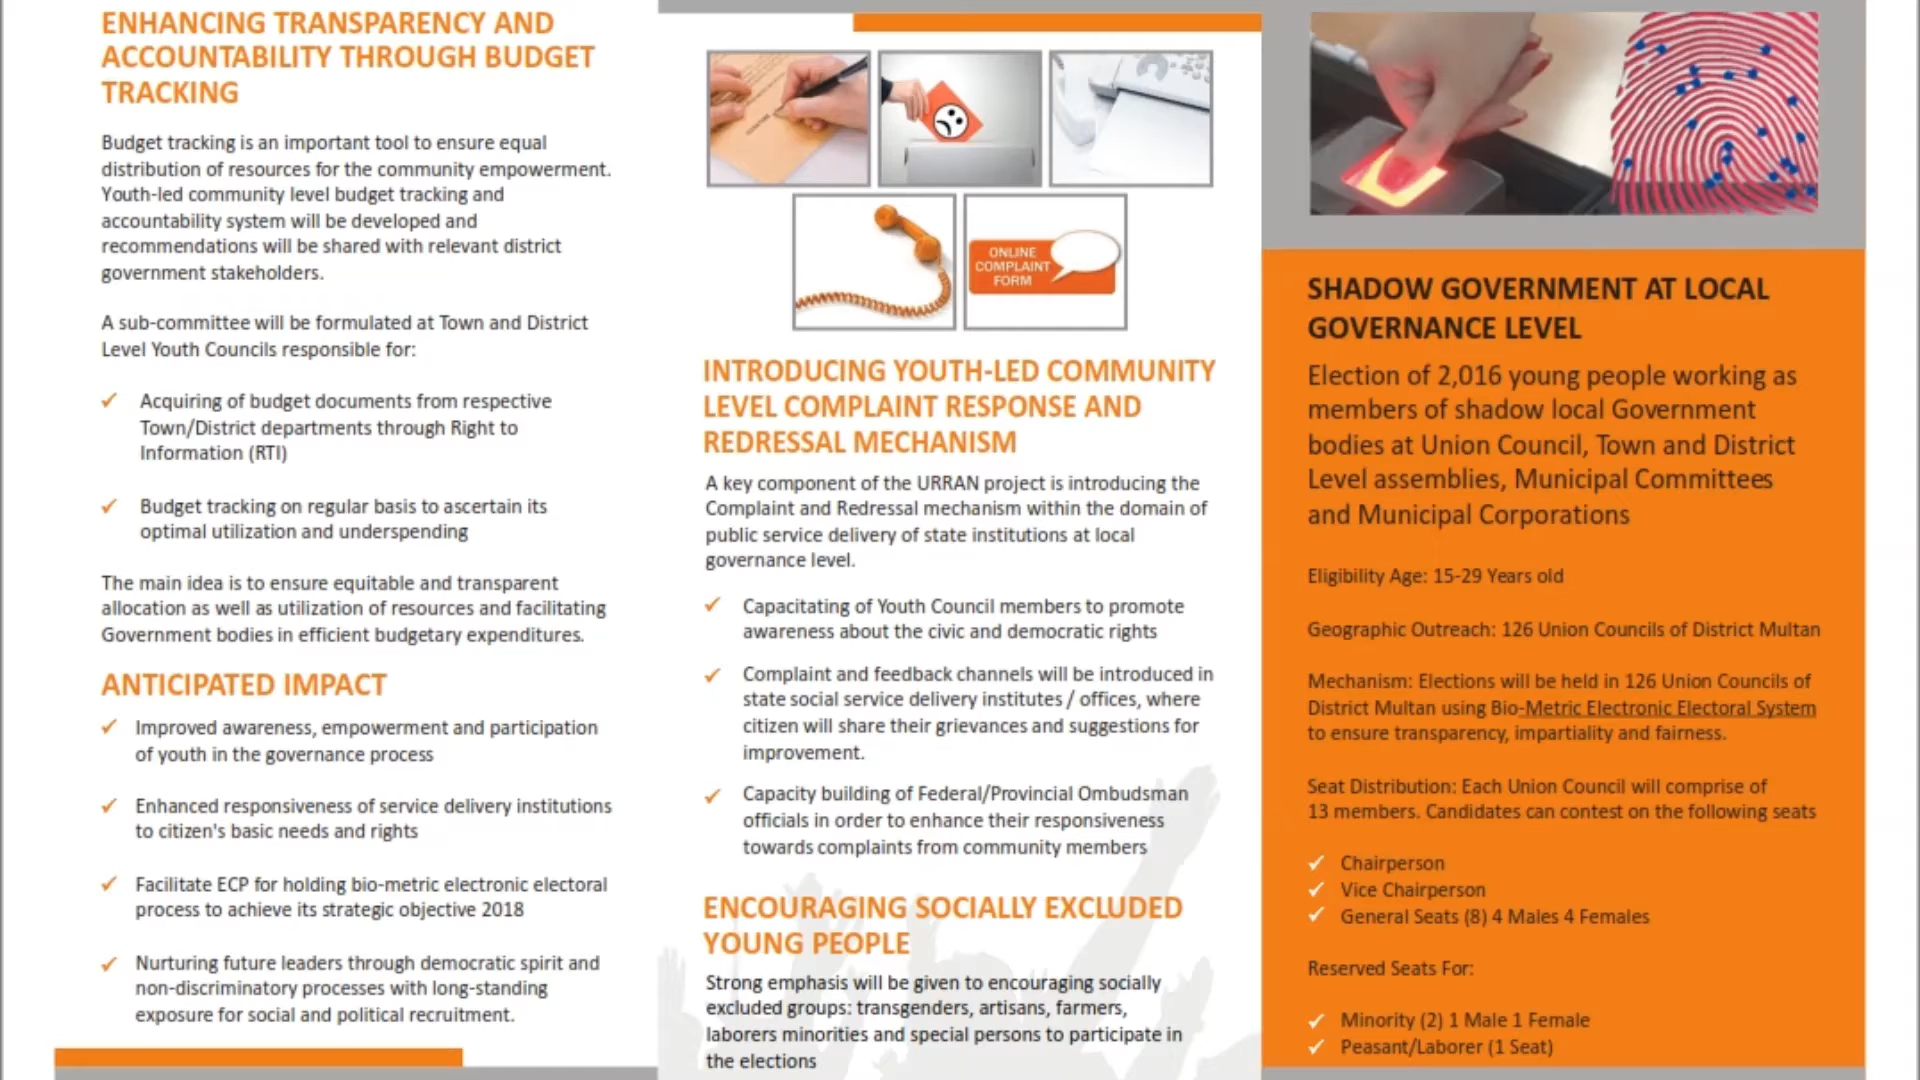 ENHANCING TRANSPARENCY AND
ACCOUNTABILITY THROUGH BUDGET
TRACKING
Budget tracking is an important tool to ensure equal
distribution of resources for the community empowerment.
Youth-led community level budget tracking and
accountability system will be developed and
recommendations will be shared with relevant district
government stakeholders.
A sub-committee will be formulated at Town and District
Level Youth Councils responsible for:
✓ Acquiring of budget documents from respective
Town/District departments through Right to
Information (RTI)
✓ Budget tracking on regular basis to ascertain its
optimal utilization and underspending
The main idea is to ensure equitable and transparent
allocation as well as utilization of resources and facilitating
Government bodies in efficient budgetary expenditures.
ANTICIPATED IMPACT
✓ Improved awareness, empowerment and participation
of youth in the governance process
✓ Enhanced responsiveness of service delivery institutions
to citizen's basic needs and rights
✓ Facilitate ECP for holding bio-metric electronic electoral
process to achieve its strategic objective 2018
✓ Nurturing future leaders through democratic spirit and
non-discriminatory processes with long-standing
exposure for social and political recruitment.
ONLINE
COMPLAINT
FORM
INTRODUCING YOUTH-LED COMMUNITY
LEVEL COMPLAINT RESPONSE AND
REDRESSAL MECHANISM
A key component of the URRAN project is introducing the
Complaint and Redressal mechanism within the domain of
public service delivery of state institutions at local
governance level.
✓ Capacitating of Youth Council members to promote
awareness about the civic and democratic rights
✓ Complaint and feedback channels will be introduced in
state social service delivery institutes / offices, where
citizen will share their grievances and suggestions for
improvement.
✓ Capacity building of Federal/Provincial Ombudsman
officials in order to enhance their responsiveness
towards complaints from community members
ENCOURAGING SOCIALLY EXCLUDED
YOUNG PEOPLE
Strong emphasis will be given to encouraging socially
excluded groups: transgenders, artisans, farmers,
laborers minorities and special persons to participate in
the elections
SHADOW GOVERNMENT AT LOCAL
GOVERNANCE LEVEL
Election of 2,016 young people working as
members of shadow local Government
bodies at Union Council, Town and District
Level assemblies, Municipal Committees
and Municipal Corporations
Eligibility Age: 15-29 Years old
Geographic Outreach: 126 Union Councils of District Multan
Mechanism: Elections will be held in 126 Union Councils of
District Multan using Bio-Metric Electronic Electoral System
to ensure transparency, impartiality and fairness.
Seat Distribution: Each Union Council will comprise of
13 members. Candidates can contest on the following seats
✓ Chairperson
✓ Vice Chairperson
✓ General Seats (8) 4 Males 4 Females
Reserved Seats For:
✓ Minority (2) 1 Male 1 Female
✓ Peasant/Laborer (1 Seat)